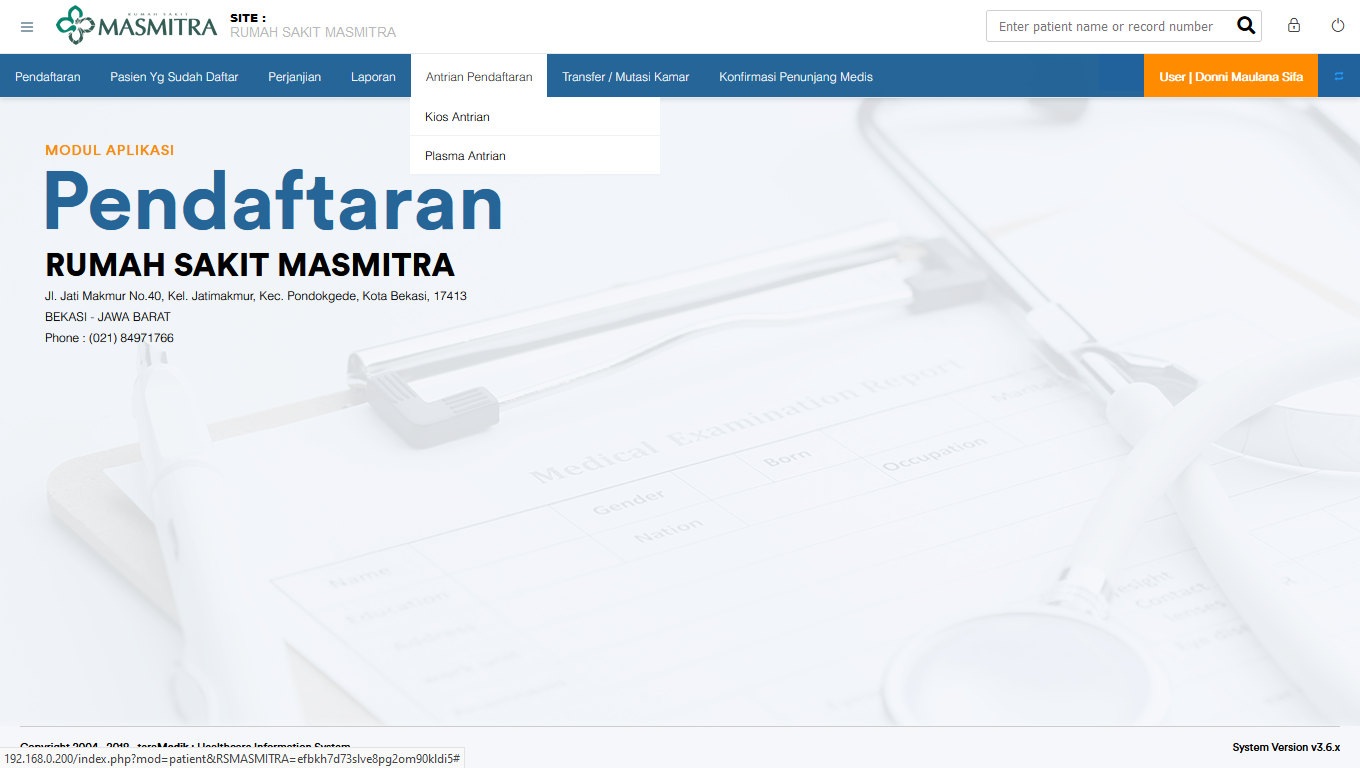 RUMAH SAKIT
MASMITRA
SITE :
RUMAH SAKIT MASMITRA
Enter patient name or record number
Pendaftaran
Pasien Yg Sudah Daftar
Perjanjian
Laporan
Antrian Pendaftaran
Transfer / Mutasi Kamar
Konfirmasi Penunjang Medis
User | Donni Maulana Sifa
Kios Antrian
Plasma Antrian
MODUL APLIKASI
Pendaftaran
RUMAH SAKIT MASMITRA
Jl. Jati Makmur No.40, Kel. Jatimakmur, Kec. Pondokgede, Kota Bekasi, 17413
BEKASI - JAWA BARAT
Phone : (021) 84971766
Medical Examination Report
Born
Occupation
Gender
Nation
Name
Education
Copyright 2004 - 2018 - teraMedik : Healthcare Information System
System Version v3.6.x
192.168.0.200/index.php?mod=patient&RSMASMITRA=efbkh7d73slve8pg2om90kldi5#